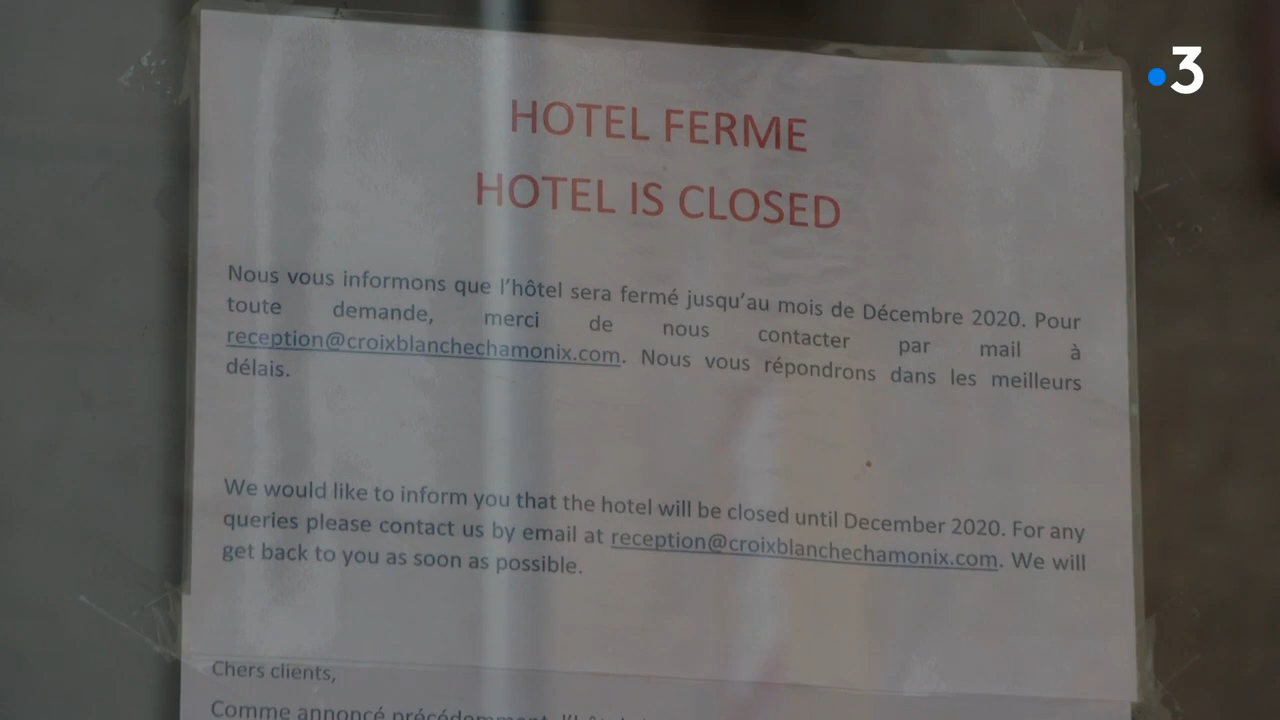 3
HOTEL FERME
HOTEL IS CLOSED
Nous vous informons que l'hôtel sera fermé jusqu'au mois de Décembre 2020. Pour
toute demande, merci de nous contacter par mail à
reception@croixblanchechamonix.com. Nous vous répondrons dans les meilleurs
délais.
We would like to inform you that the hotel will be closed until December 2020. For any
queries please contact us by email at reception@croixblanchechamonix.com. We will
get back to you as soon as possible.
Chers clients,
Comme annoncé précédemment, l'hôtel